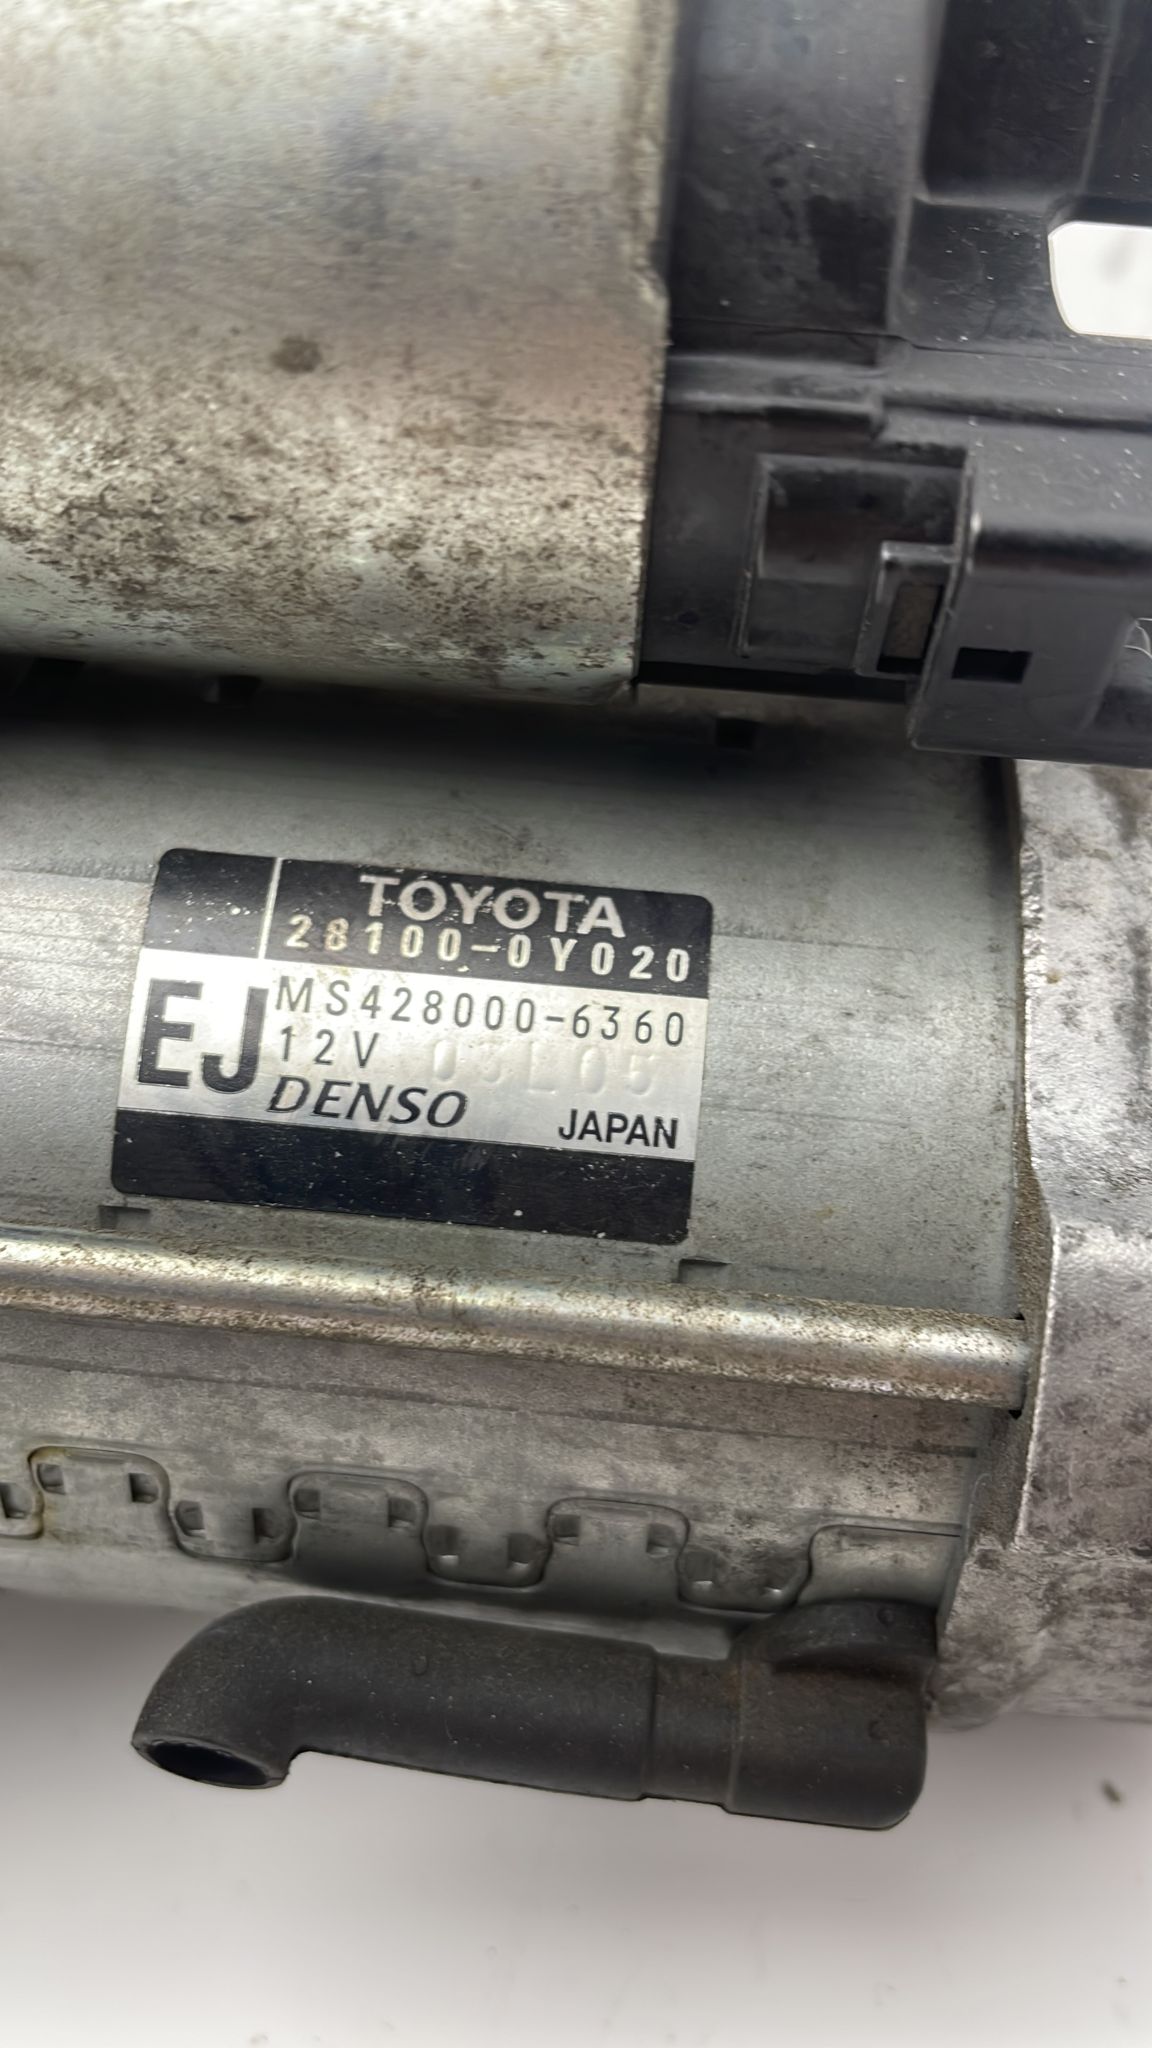 TOYOTA
28100-0Y020
EJ
MS428000-6360
12V
DENSO JAPAN